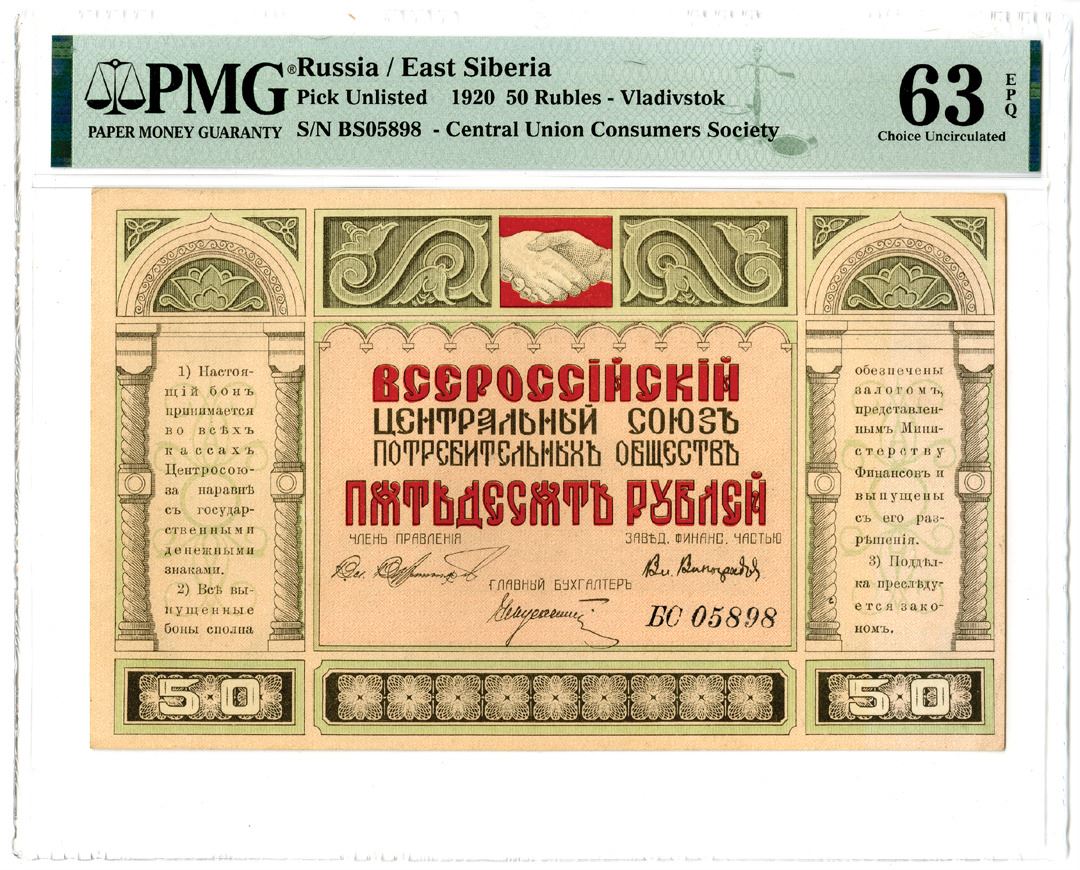 PMG®
PAPER MONEY GUARANTY
Russia / East Siberia
Pick Unlisted 1920 50 Rubles - Vladivstok
S/N BS05898 - Central Union Consumers Society
63
EPQ
Choice Uncirculated
1) Настоя-
щій бонъ
принимается
во всѣхъ
кассахъ
Центросою-
за наравнѣ
съ государ-
ственными
денежными
знаками.
2) Всѣ вы-
пущенные
боны сполна
ВСЕРОССІЙСКІЙ
ЦЕНТРАЛЬНЫЙ СОЮЗЪ
ПОТРЕБИТЕЛЬНЫХЪ ОБЩЕСТВЪ
ПѦТЬДЕСѦТЪ РУБЛЕЙ
ЧЛЕНЪ ПРАВЛЕНІЯ
ЗАВѢД. ФИНАНС. ЧАСТЬЮ
Вл. Виноградовъ
ГЛАВНЫЙ БУХГАЛТЕРЪ
БС 05898
обезпечены
залогомъ,
представлен-
нымъ Мини-
стерству
Финансовъ и
выпущены
съ его раз-
рѣшенія.
3) Поддѣл-
ка преслѣду-
ется зако-
номъ.
50
50